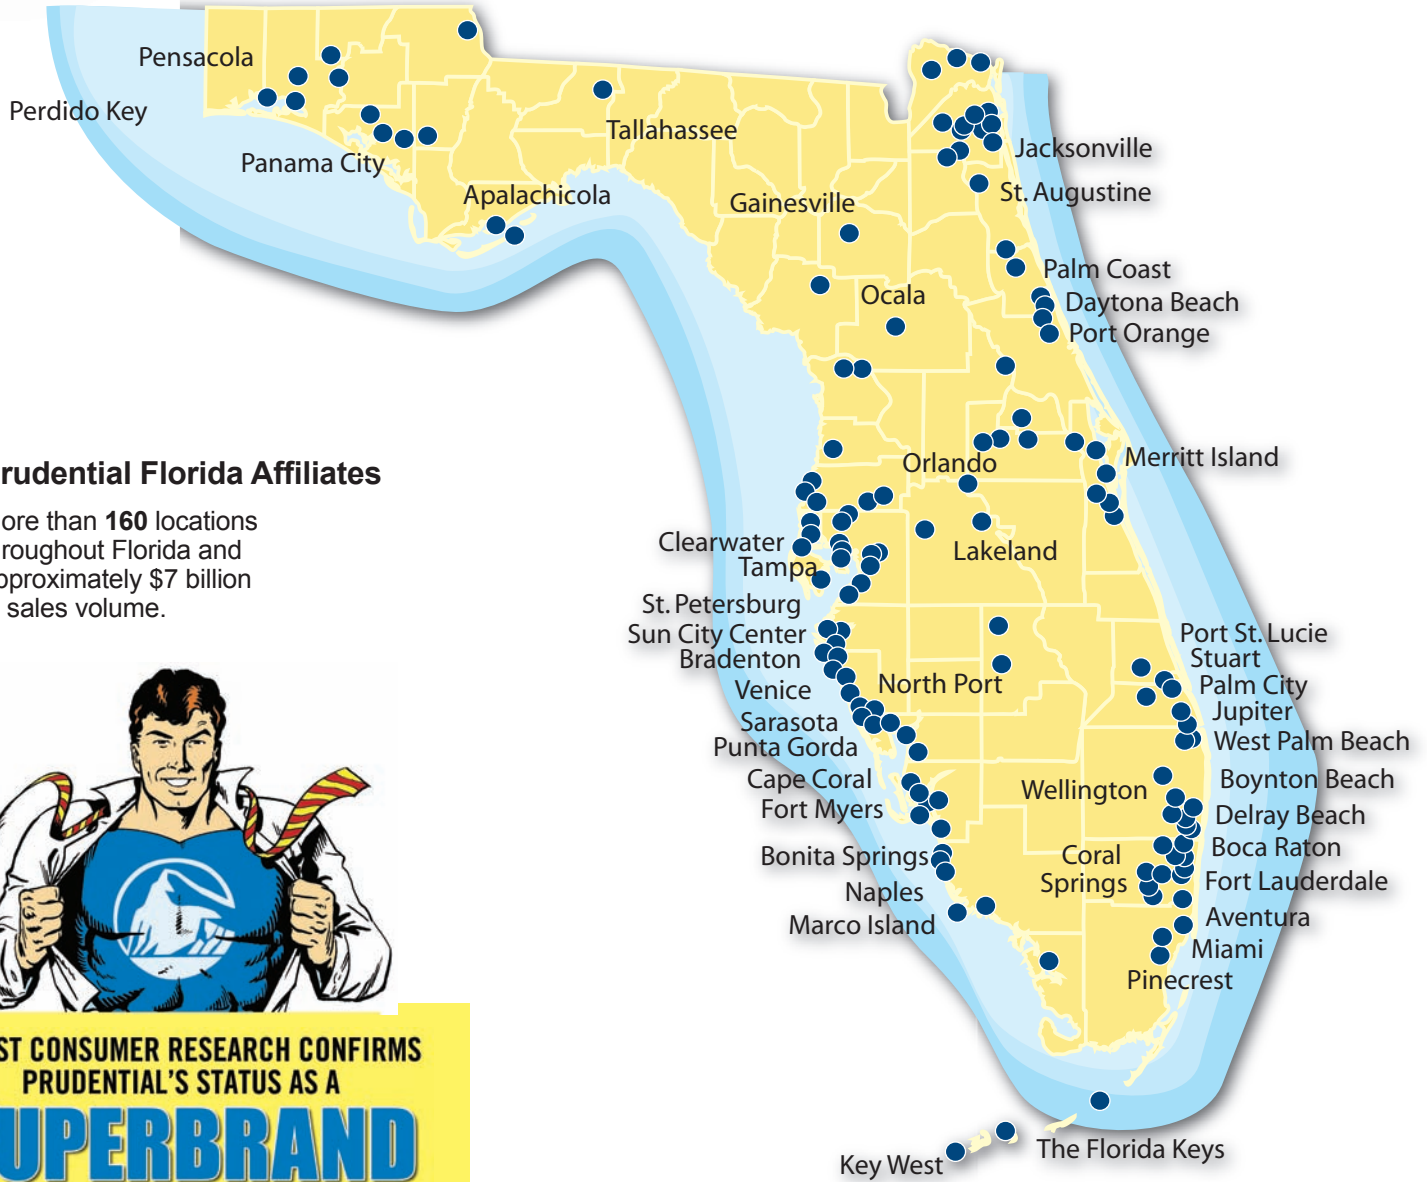 Pensacola
Perdido Key
Panama City
Apalachicola
Tallahassee
Gainesville
Ocala
Jacksonville
St. Augustine
Palm Coast
Daytona Beach
Port Orange
Merritt Island
Orlando
Lakeland
rudential Florida Affiliates
ore than 160 locations
roughout Florida and
pproximately $7 billion
sales volume.
Clearwater
Tampa
St. Petersburg
Sun City Center
Bradenton
Venice
North Port
Sarasota
Punta Gorda
Cape Coral
Fort Myers
Bonita Springs
Naples
Marco Island
Port St. Lucie
Stuart
Palm City
Jupiter
West Palm Beach
Wellington
Boynton Beach
Delray Beach
Boca Raton
Coral
Springs
Fort Lauderdale
Aventura
Miami
Pinecrest
The Florida Keys
Key West
ST CONSUMER RESEARCH CONFIRMS
PRUDENTIAL'S STATUS AS A
UPERBRAND